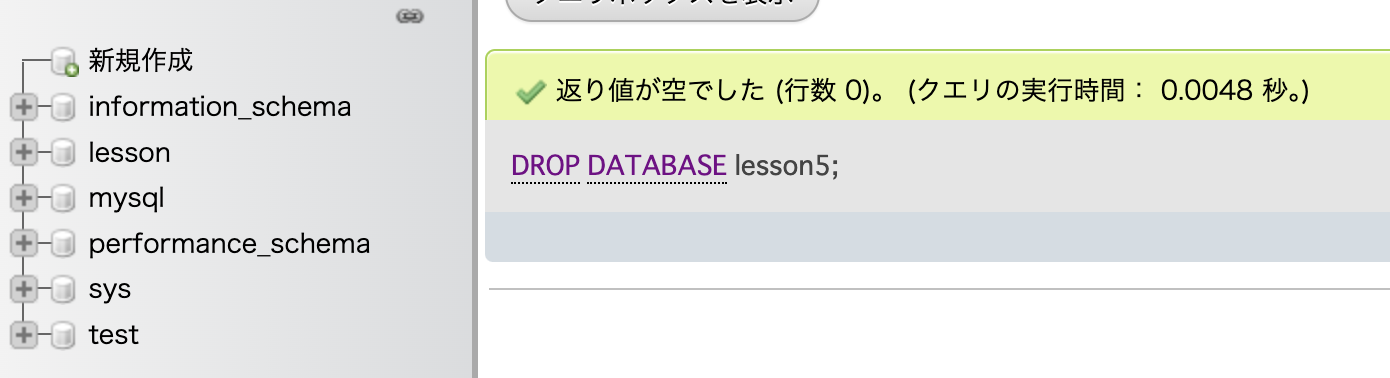 新規作成
information_schema
lesson
mysql
performance_schema
sys
test
返り値が空でした (行数 0)。 (クエリの実行時間： 0.0048 秒。)
DROP DATABASE lesson5;